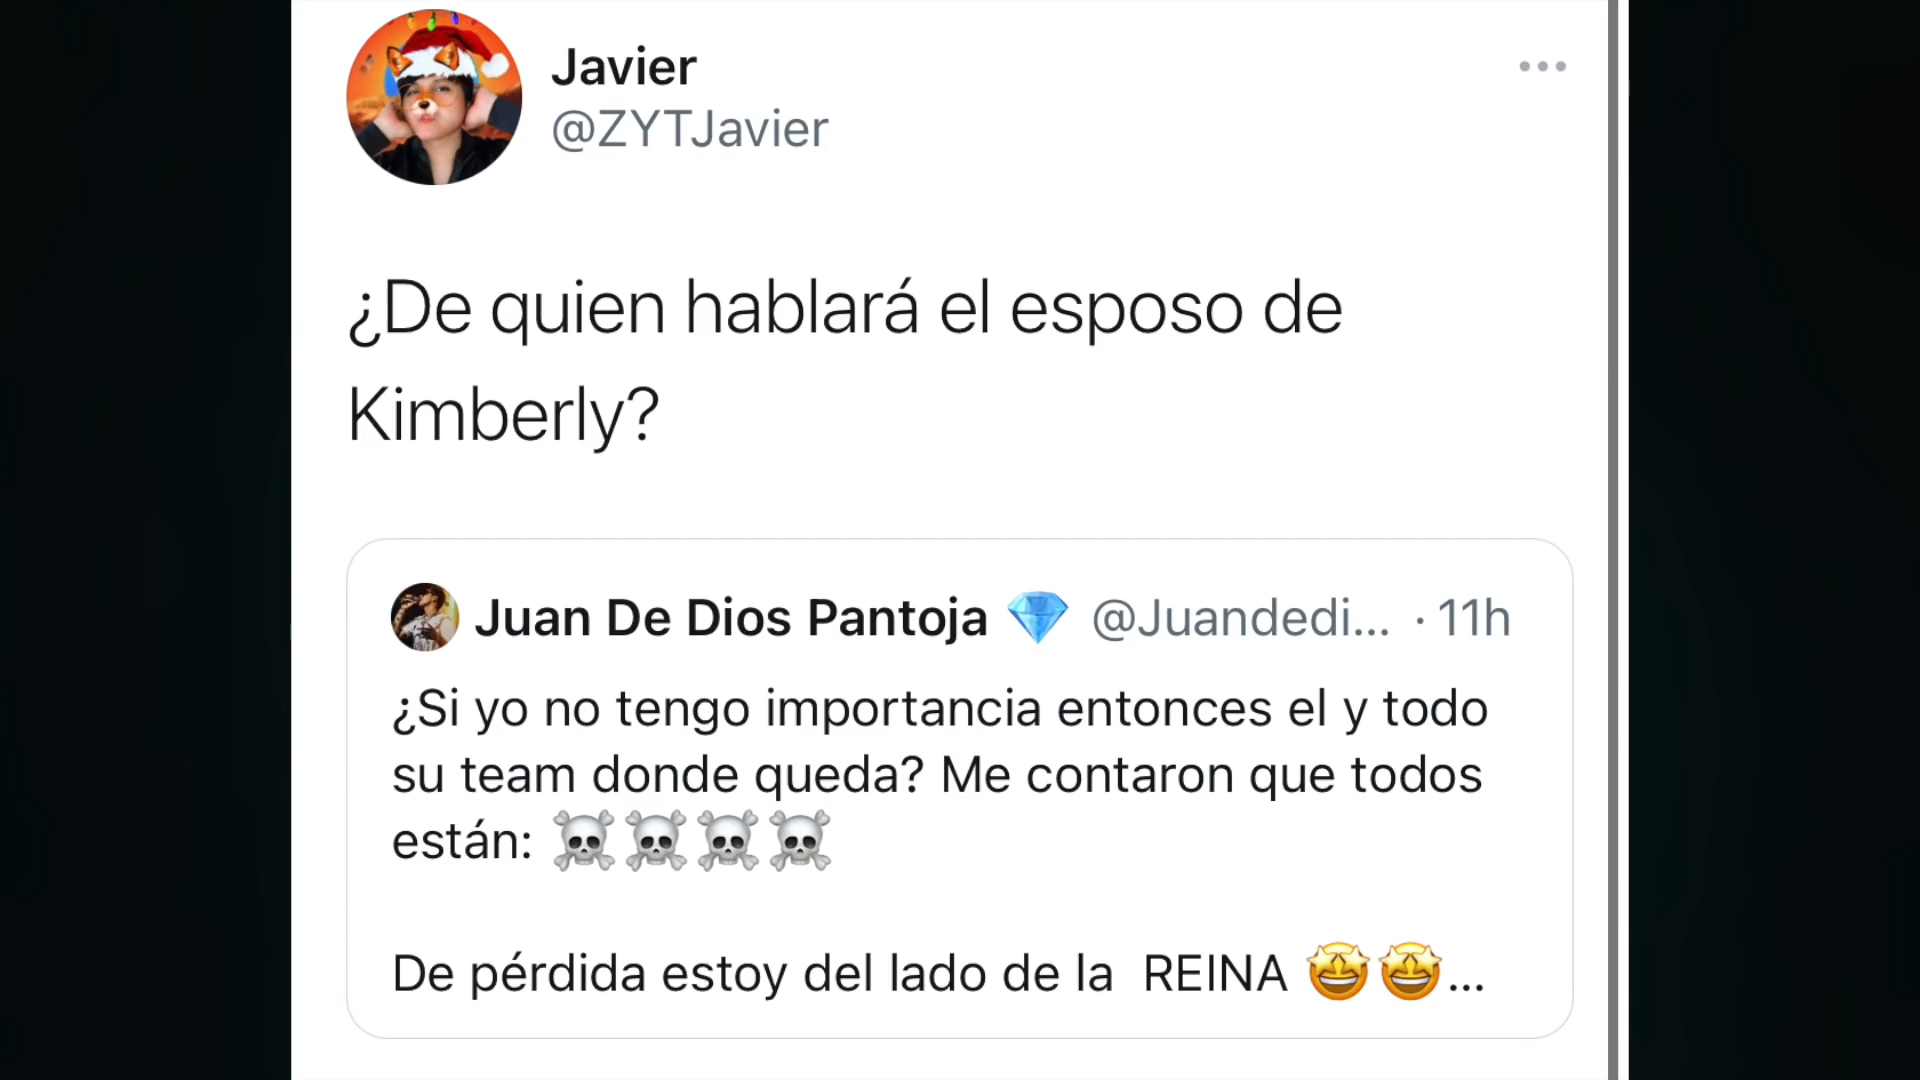 Javier
@ZYTJavier
¿De quien hablará el esposo de
Kimberly?
Juan De Dios Pantoja 💎 @Juandedi... · 11h
¿Si yo no tengo importancia entonces el y todo
su team donde queda? Me contaron que todos
están: ☠️☠️☠️☠️
De pérdida estoy del lado de la REINA 🤩🤩...